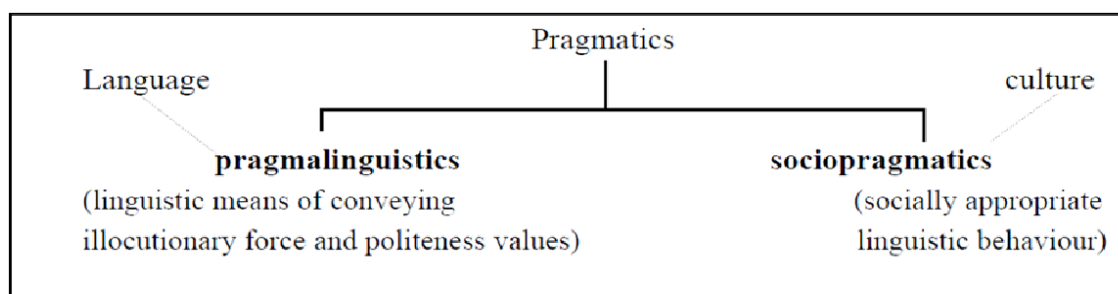 Pragmatics
Language
culture
pragmalinguistics
sociopragmatics
(linguistic means of conveying
illocutionary force and politeness values)
(socially appropriate
linguistic behaviour)